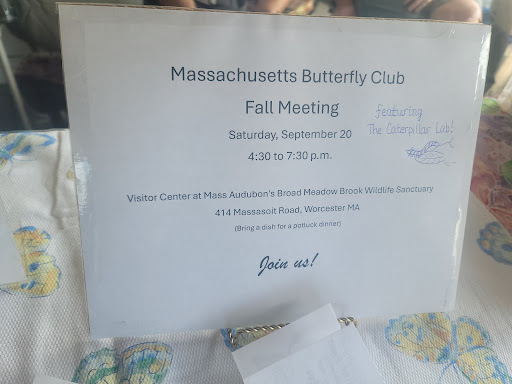 Massachusetts Butterfly Club
Fall Meeting
featuring
The Caterpillar Lab!
Saturday, September 20
4:30 to 7:30 p.m.
Visitor Center at Mass Audubon's Broad Meadow Brook Wildlife Sanctuary
414 Massasoit Road, Worcester MA
(Bring a dish for a potluck dinner)
Join us!